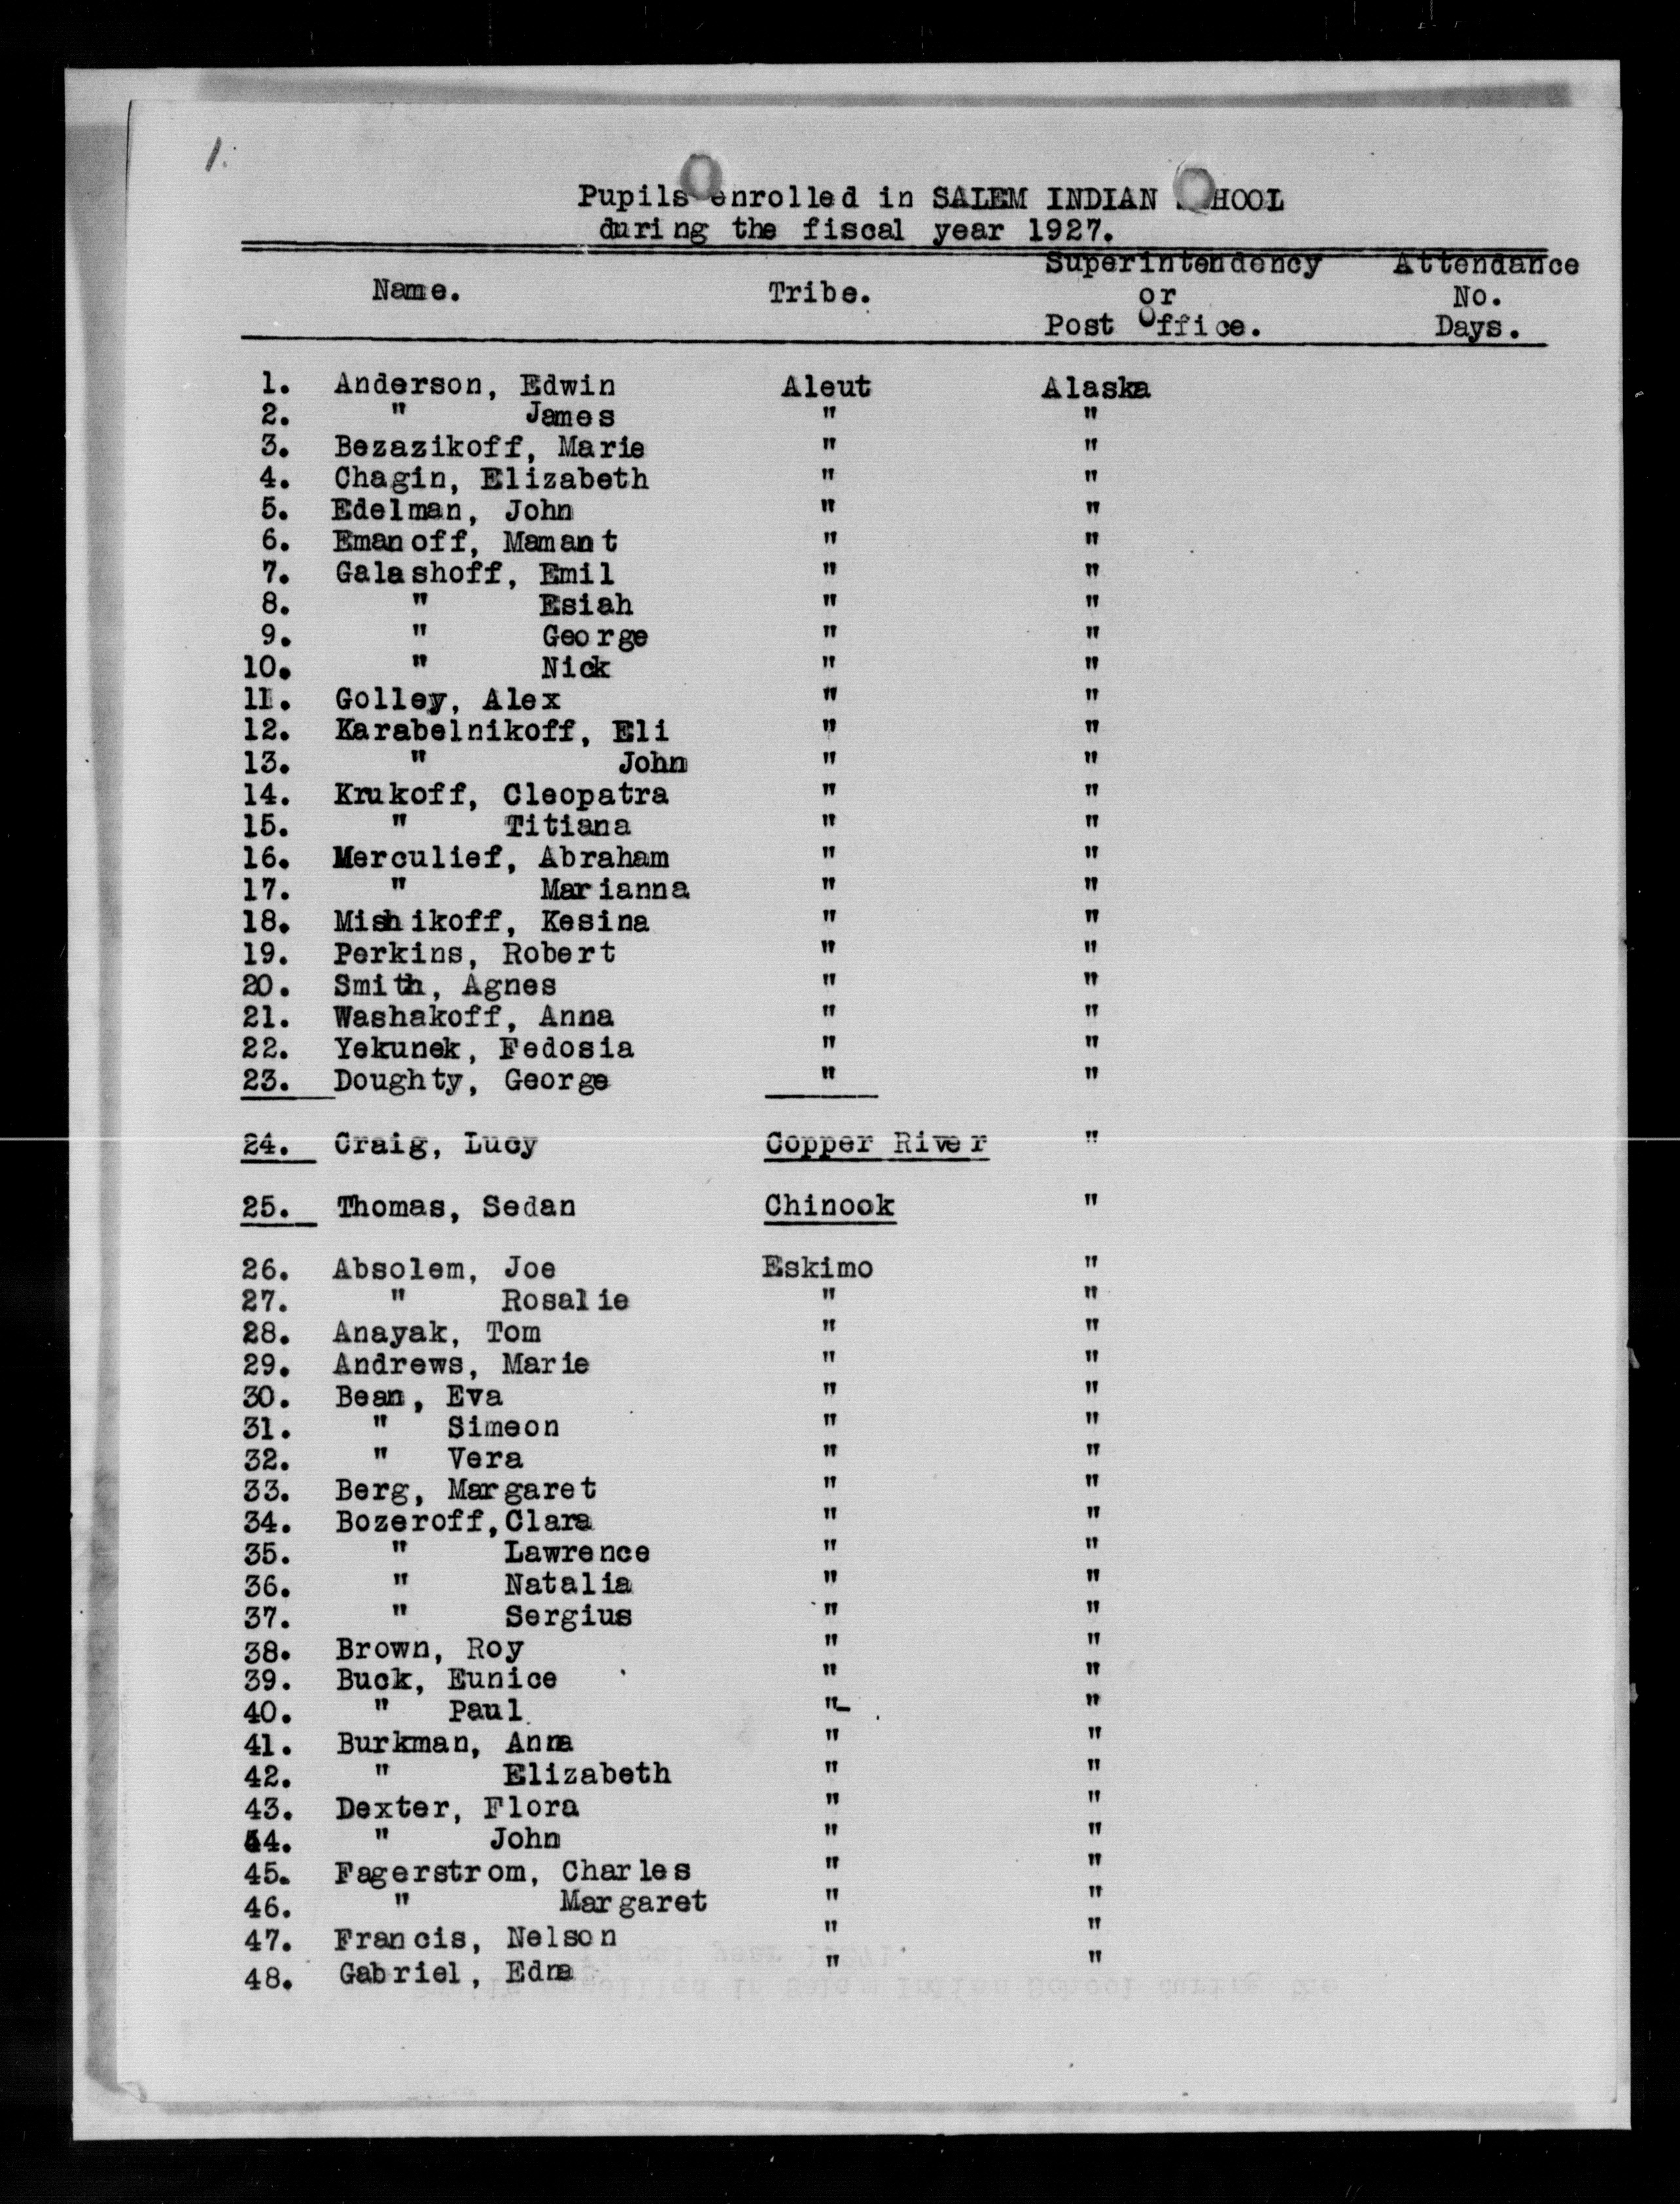 1.
Pupils enrolled in SALEM INDIAN SCHOOL
during the fiscal year 1927.
Name. Tribe. Superintendency or Post Office. Attendance No. Days.
1. Anderson, Edwin Aleut Alaska
2. " James " "
3. Bezazikoff, Marie " "
4. Chagin, Elizabeth " "
5. Edelman, John " "
6. Emanoff, Mamant " "
7. Galashoff, Emil " "
8. " Esiah " "
9. " George " "
10. " Nick " "
11. Golley, Alex " "
12. Karabelnikoff, Eli " "
13. " John " "
14. Krukoff, Cleopatra " "
15. " Titiana " "
16. Merculief, Abraham " "
17. " Marianna " "
18. Mishikoff, Kesina " "
19. Perkins, Robert " "
20. Smith, Agnes " "
21. Washakoff, Anna " "
22. Yekunek, Fedosia " "
23. Doughty, George " "
24. Craig, Lucy Copper River "
25. Thomas, Sedan Chinook "
26. Absolem, Joe Eskimo "
27. " Rosalie " "
28. Anayak, Tom " "
29. Andrews, Marie " "
30. Bean, Eva " "
31. " Simeon " "
32. " Vera " "
33. Berg, Margaret " "
34. Bozeroff,Clara " "
35. " Lawrence " "
36. " Natalia " "
37. " Sergius " "
38. Brown, Roy " "
39. Buck, Eunice " "
40. " Paul "- "
41. Burkman, Anna " "
42. " Elizabeth " "
43. Dexter, Flora " "
44. " John " "
45. Fagerstrom, Charles " "
46. " Margaret " "
47. Francis, Nelson " "
48. Gabriel, Edna " "